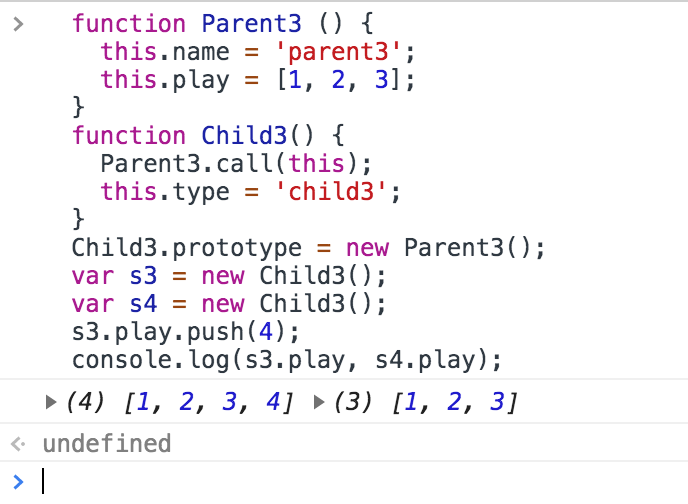 function Parent3 () {
this.name = 'parent3';
this.play = [1, 2, 3];
}
function Child3() {
Parent3.call(this);
this.type = 'child3';
}
Child3.prototype = new Parent3();
var s3 = new Child3();
var s4 = new Child3();
s3.play.push(4);
console.log(s3.play, s4.play);
(4) [1, 2, 3, 4] (3) [1, 2, 3]
undefined